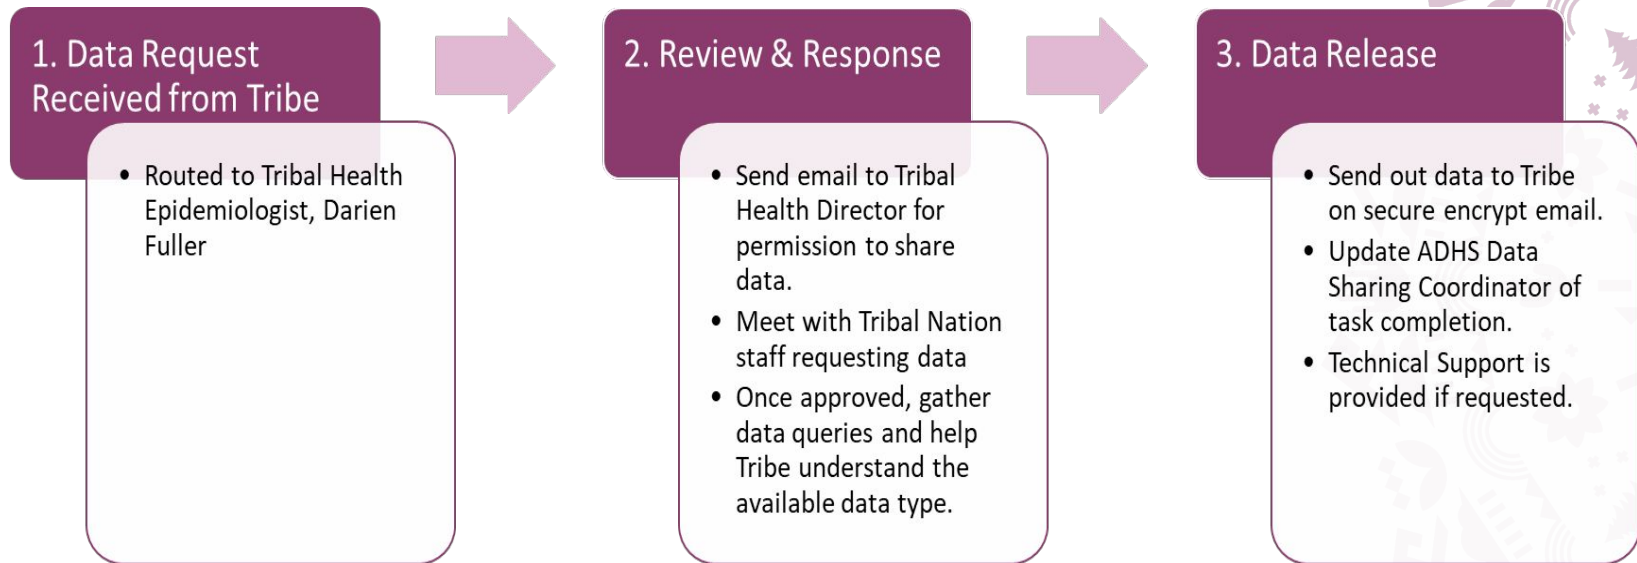 1. Data Request
Received from Tribe
• Routed to Tribal Health
Epidemiologist, Darien
Fuller
2. Review & Response
• Send email to Tribal
Health Director for
permission to share
data.
• Meet with Tribal Nation
staff requesting data
• Once approved, gather
data queries and help
Tribe understand the
available data type.
3. Data Release
• Send out data to Tribe
on secure encrypt email.
• Update ADHS Data
Sharing Coordinator of
task completion.
• Technical Support is
provided if requested.